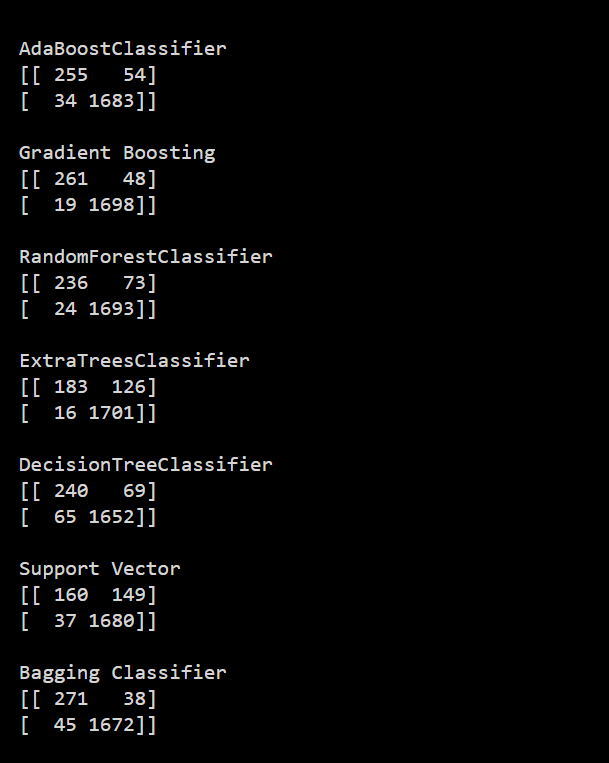 AdaBoostClassifier
[[ 255   54]
[  34 1683]]
Gradient Boosting
[[ 261   48]
[  19 1698]]
RandomForestClassifier
[[ 236   73]
[  24 1693]]
ExtraTreesClassifier
[[ 183  126]
[  16 1701]]
DecisionTreeClassifier
[[ 240   69]
[  65 1652]]
Support Vector
[[ 160  149]
[  37 1680]]
Bagging Classifier
[[ 271   38]
[  45 1672]]